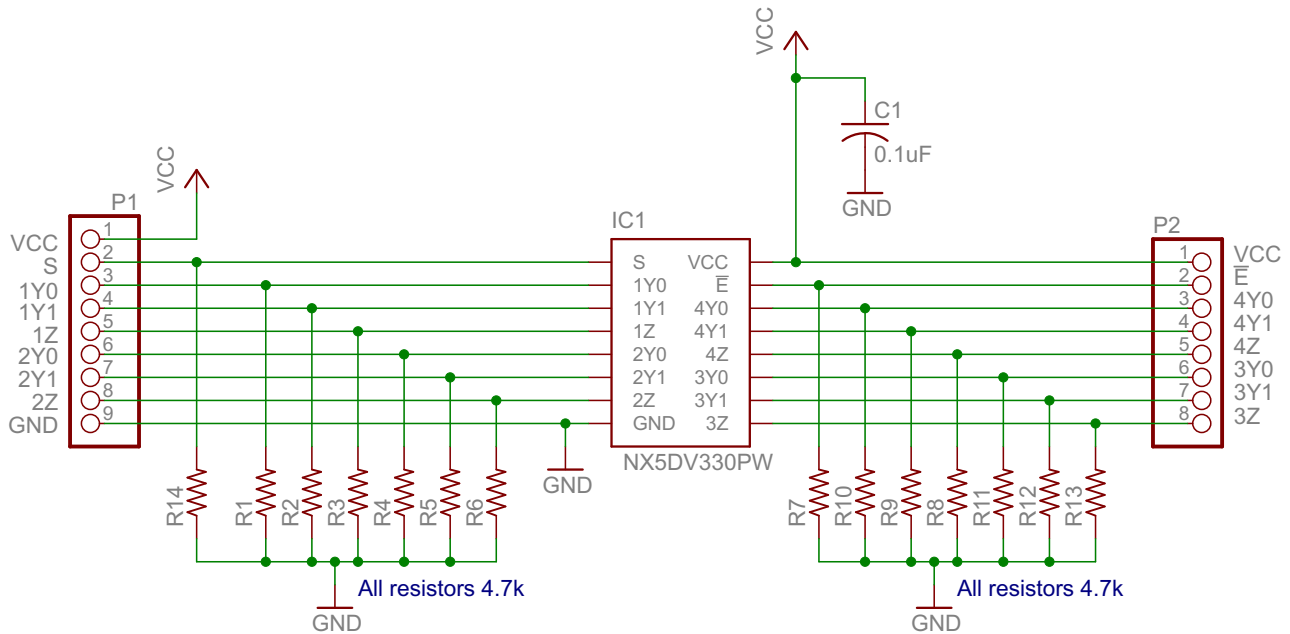 VCC
C1
0.1uF
GND
VCC
P1
VCC 1
S 2
1Y0 3
1Y1 4
1Z 5
2Y0 6
2Y1 7
2Z 8
GND 9
IC1
S VCC
1Y0 E̅
1Y1 4Y0
1Z 4Y1
2Y0 4Z
2Y1 3Y0
2Z 3Y1
GND 3Z
NX5DV330PW
GND
P2
1 VCC
2 E̅
3 4Y0
4 4Y1
5 4Z
6 3Y0
7 3Y1
8 3Z
R14 R1 R2 R3 R4 R5 R6
R7 R10 R9 R8 R11 R12 R13
All resistors 4.7k
GND
All resistors 4.7k
GND